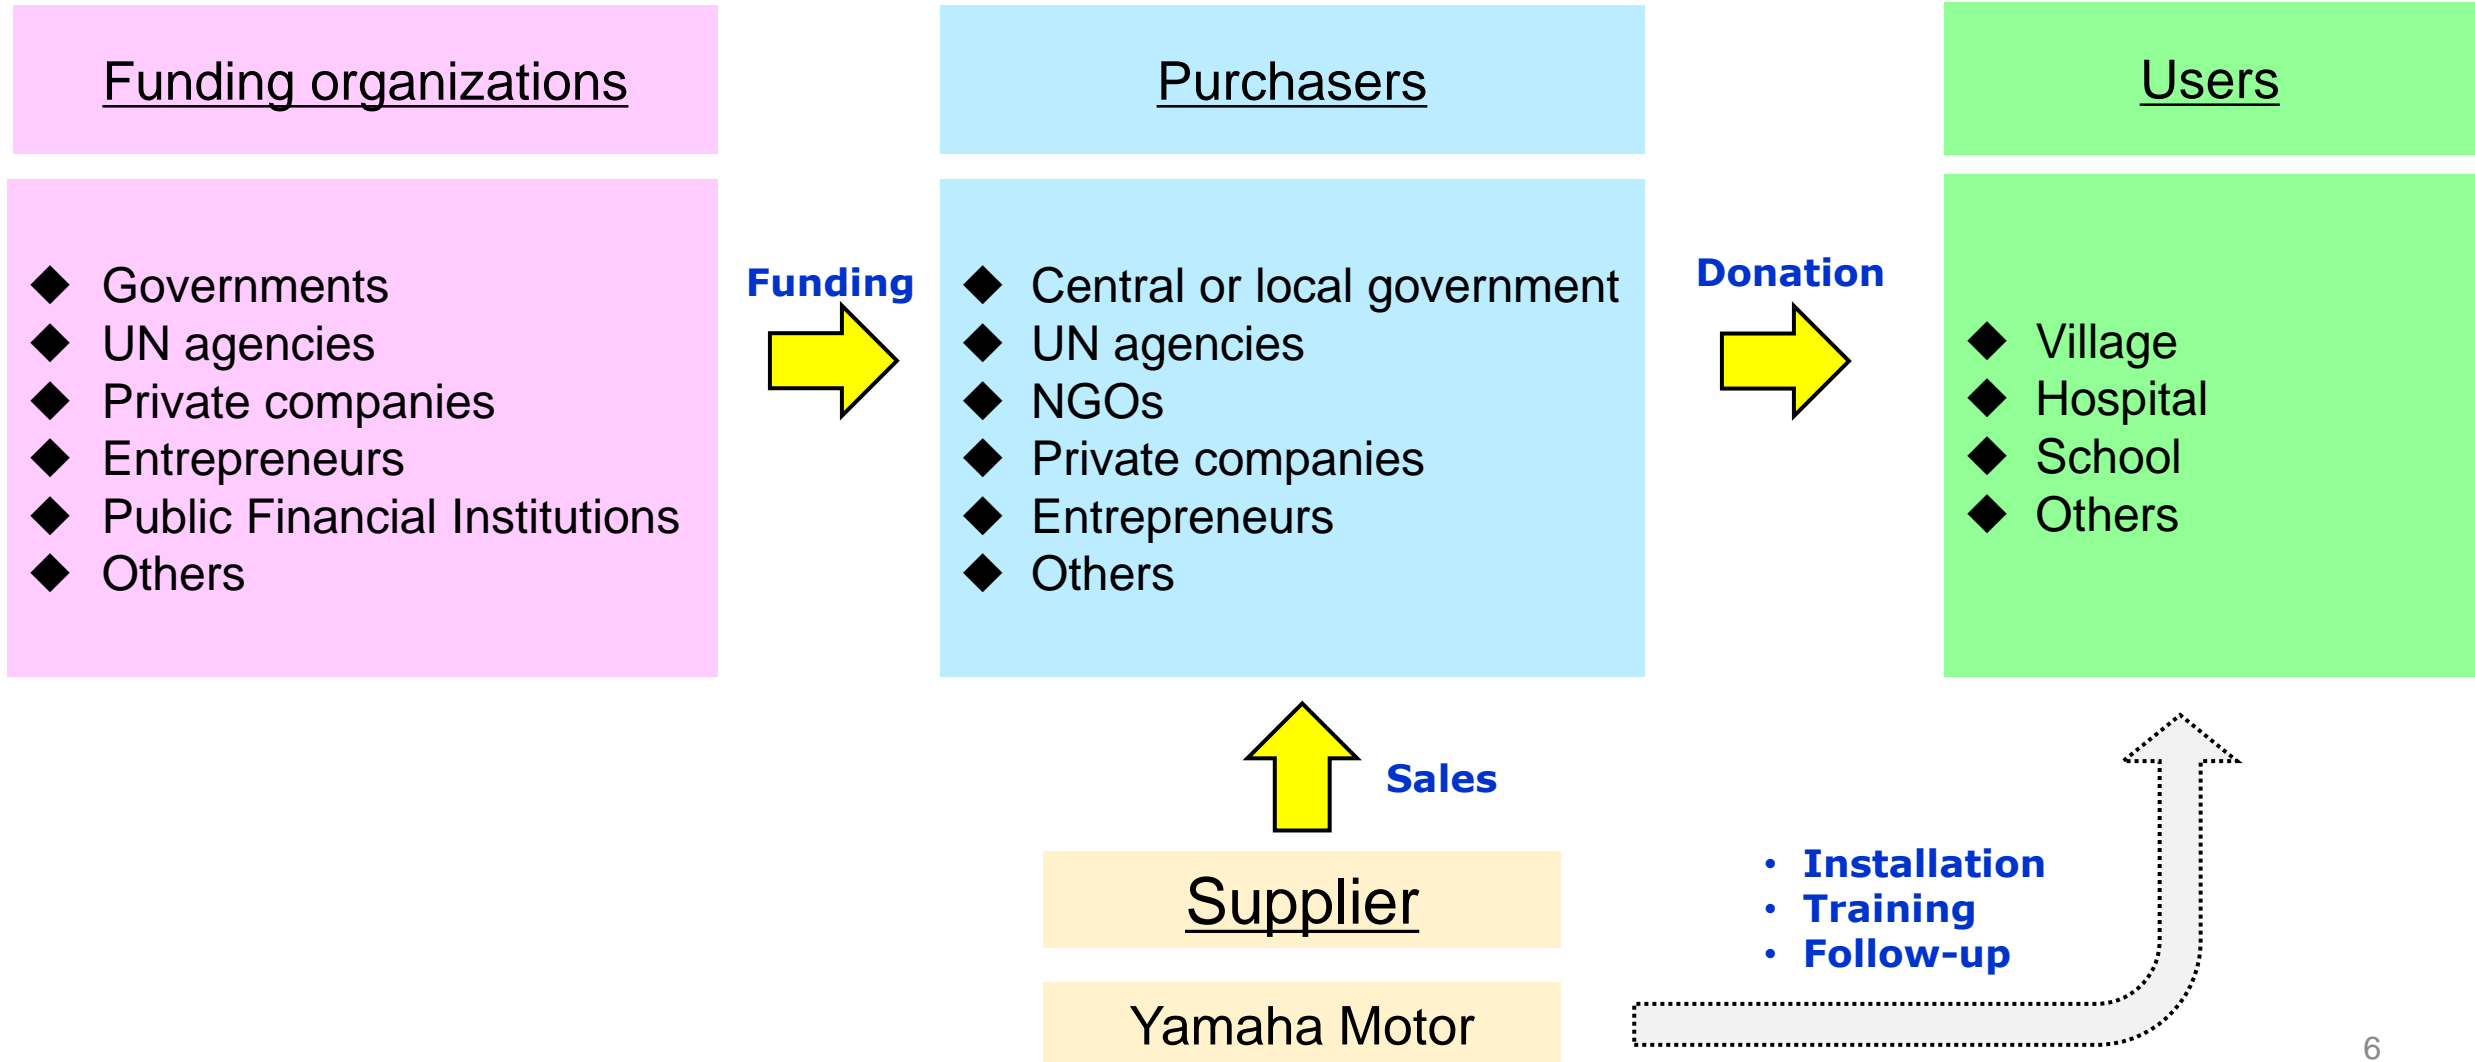 Funding organizations
◆ Governments
◆ UN agencies
◆ Private companies
◆ Entrepreneurs
◆ Public Financial Institutions
◆ Others
Funding
Purchasers
◆ Central or local government
◆ UN agencies
◆ NGOs
◆ Private companies
◆ Entrepreneurs
◆ Others
Donation
Users
◆ Village
◆ Hospital
◆ School
◆ Others
Sales
Supplier
Yamaha Motor
• Installation
• Training
• Follow-up
6